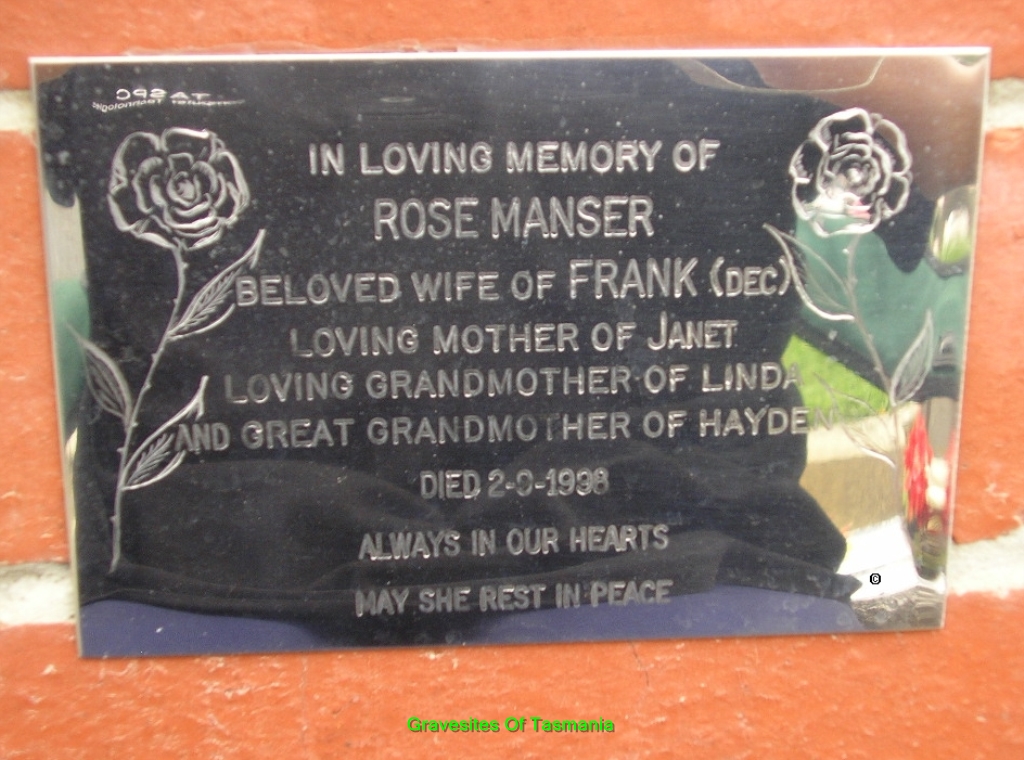 IN LOVING MEMORY OF
ROSE MANSER
BELOVED WIFE OF FRANK (DEC)
LOVING MOTHER OF JANET
LOVING GRANDMOTHER OF LINDA
AND GREAT GRANDMOTHER OF HAYDEN
DIED 2-9-1998
ALWAYS IN OUR HEARTS
MAY SHE REST IN PEACE
©
Gravesites Of Tasmania